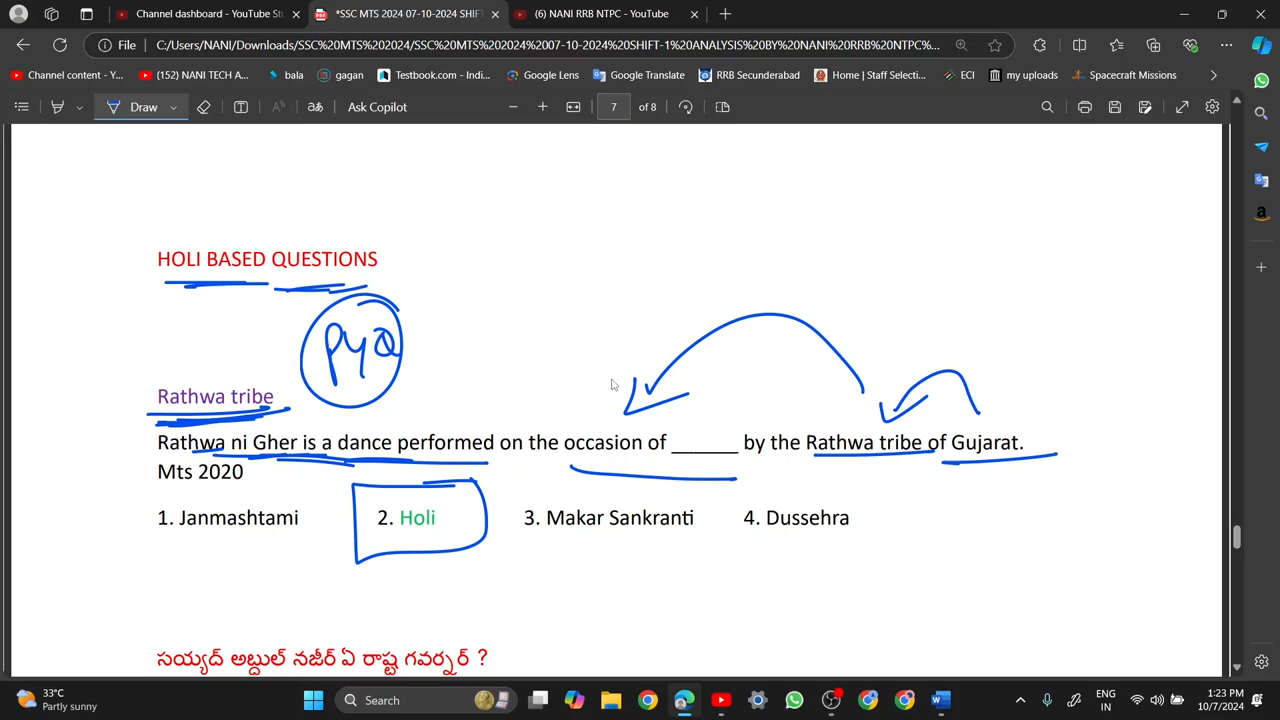 Channel dashboard - YouTube St
*SSC MTS 2024 07-10-2024 SHIFT
(6) NANI RRB NTPC - YouTube
File
C:/Users/NANI/Downloads/SSC%20MTS%202024/SSC%20MTS%202024%2007-10-2024%20SHIFT-1%20ANALYSIS%20BY%20NANI%20RRB%20NTPC%...
Channel content - Y...
(152) NANI TECH A...
bala
gagan
Testbook.com - Indi...
Google Lens
Google Translate
RRB Secunderabad
Home | Staff Selecti...
ECI
my uploads
Spacecraft Missions
Draw
Ask Copilot
7
of 8
HOLI BASED QUESTIONS
PYQ
Rathwa tribe
Rathwa ni Gher is a dance performed on the occasion of ______ by the Rathwa tribe of Gujarat.
Mts 2020
1. Janmashtami 2. Holi 3. Makar Sankranti 4. Dussehra
సయ్యద్ అబ్దుల్ నజీర్ ఏ రాష్ట్ర గవర్నర్ ?
33°C
Partly sunny
Search
ENG
IN
1:23 PM
10/7/2024